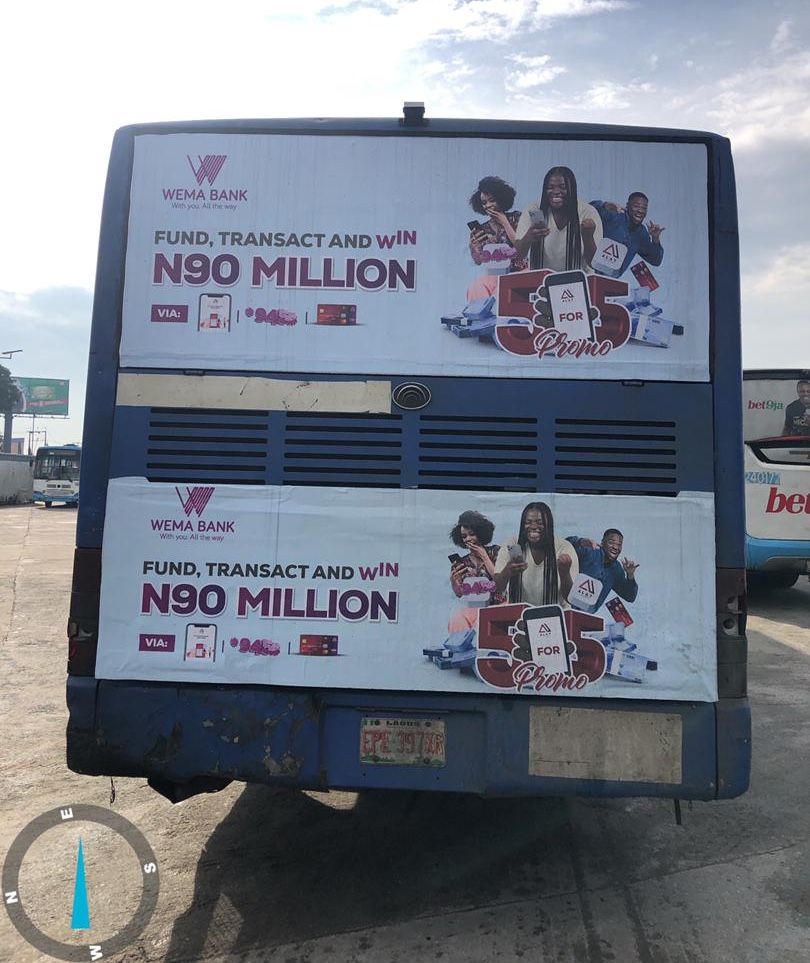 WEMA BANK
With you. All the way
FUND, TRANSACT AND WIN
N90 MILLION
VIA:
*945#
ALAT
5 FOR 5
Promo
WEMA BANK
With you. All the way
FUND, TRANSACT AND WIN
N90 MILLION
VIA:
*945#
ALAT
5 FOR 5
Promo
LAGOS
EPE
bet9ja
bet
E
S
N
W